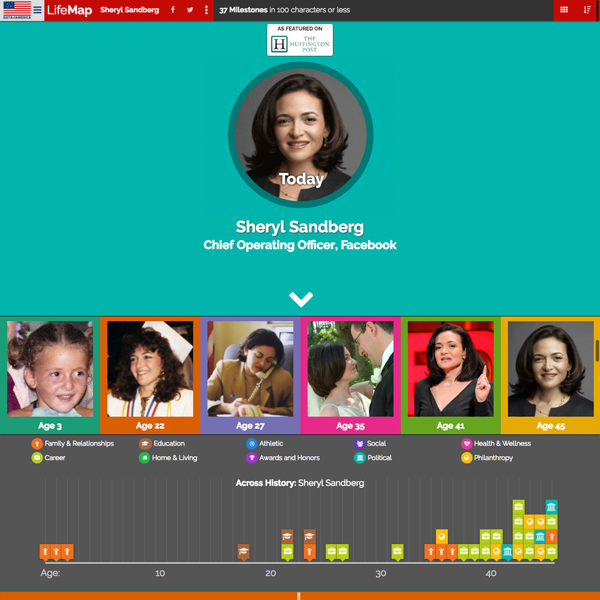 LifeMap
Sheryl Sandberg
37 Milestones in 100 characters or less
AS FEATURED ON
H
THE
HUFFINGTON
POST
Today
Sheryl Sandberg
Chief Operating Officer, Facebook
Age 3
Age 22
Age 27
Age 35
Age 41
Age 45
Family & Relationships
Education
Athletic
Social
Health & Wellness
Career
Home & Living
Awards and Honors
Political
Philanthropy
Across History: Sheryl Sandberg
Age:
10
20
30
40